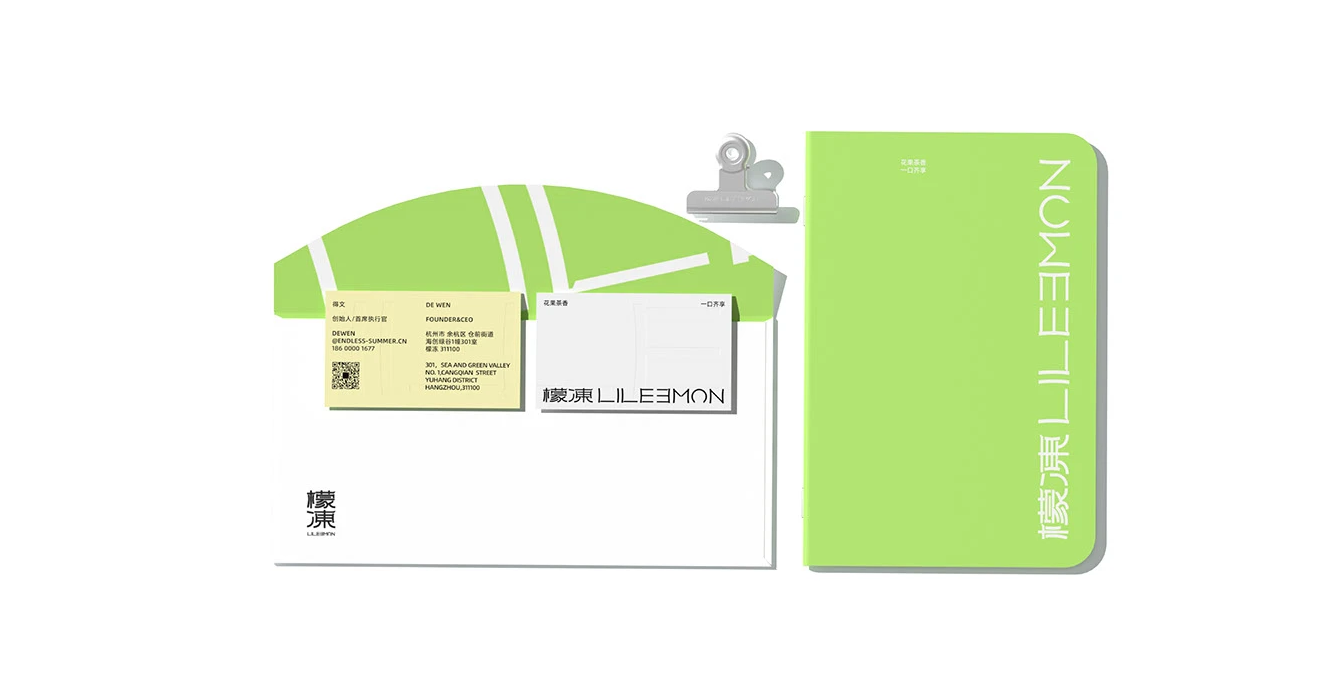 得文
创始人/首席执行官
DEWEN
@ENDLESS-SUMMER.CN
186 0000 1677
DE WEN
FOUNDER&CEO
杭州市 余杭区 仓前街道
海创绿谷1幢301室
檬冻 311100
301, SEA AND GREEN VALLEY
NO. 1,CANGQIAN STREET
YUHANG DISTRICT
HANGZHOU,311100
花果茶香
一口齐享
檬凍 LILEEMON
檬
凍
LILEEMON
花果茶香
一口齐享
檬凍 LILEEMON